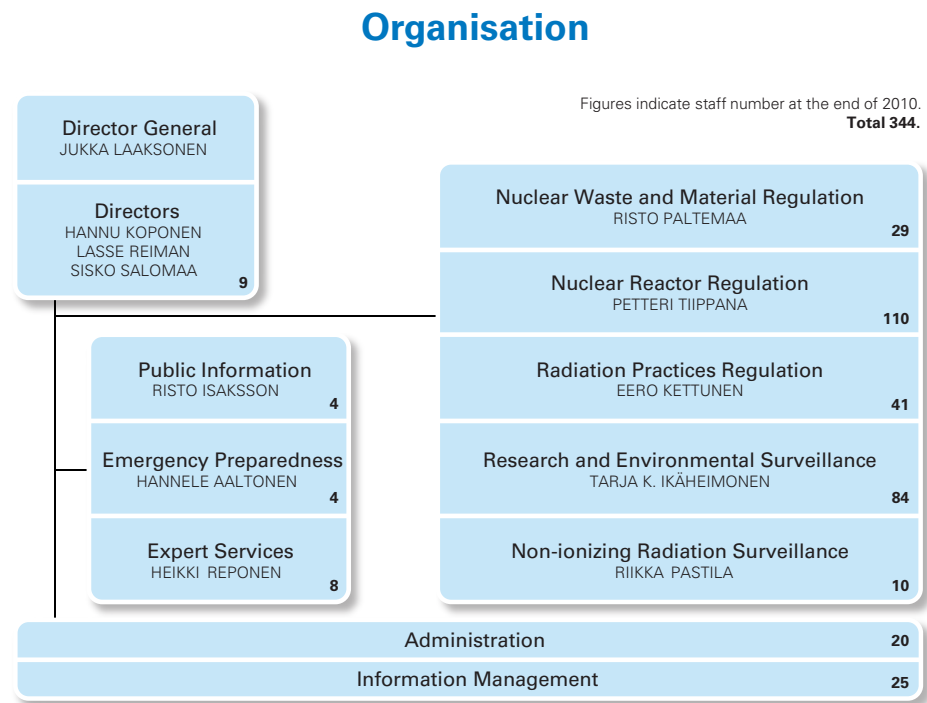 Organisation
Figures indicate staff number at the end of 2010.
Total 344.
Director General
JUKKA LAAKSONEN
Directors
HANNU KOPONEN
LASSE REIMAN
SISKO SALOMAA
9
Public Information
RISTO ISAKSSON
4
Emergency Preparedness
HANNELE AALTONEN
4
Expert Services
HEIKKI REPONEN
8
Nuclear Waste and Material Regulation
RISTO PALTEMAA
29
Nuclear Reactor Regulation
PETTERI TIIPPANA
110
Radiation Practices Regulation
EERO KETTUNEN
41
Research and Environmental Surveillance
TARJA K. IKÄHEIMONEN
84
Non-ionizing Radiation Surveillance
RIIKKA PASTILA
10
Administration 20
Information Management 25